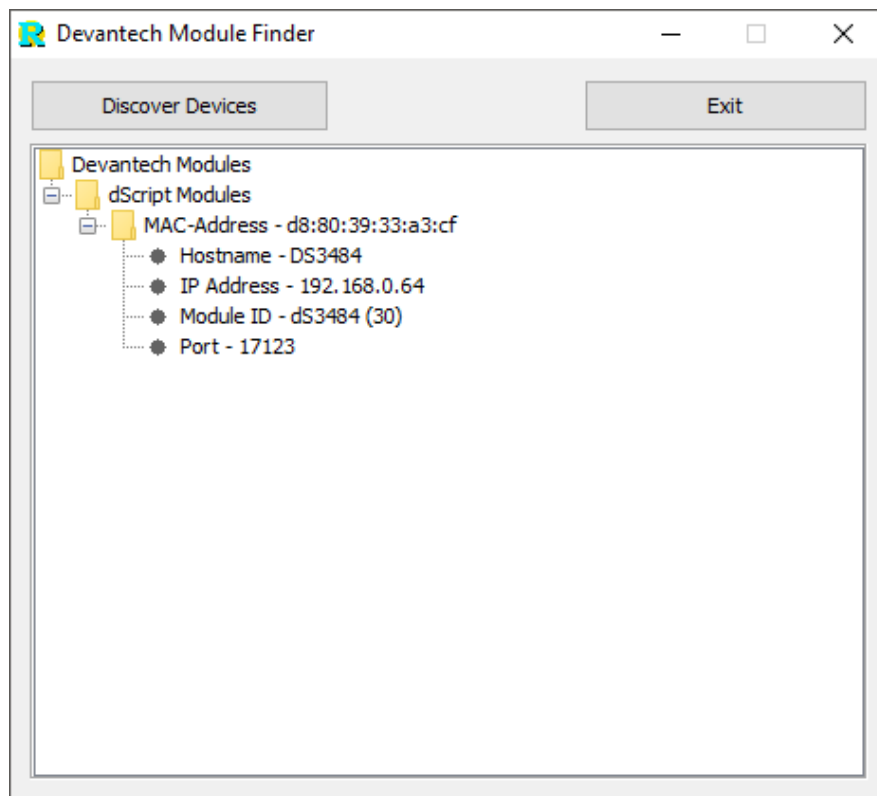 Devantech Module Finder
Discover Devices
Exit
Devantech Modules
dScript Modules
MAC-Address - d8:80:39:33:a3:cf
Hostname - DS3484
IP Address - 192.168.0.64
Module ID - dS3484 (30)
Port - 17123